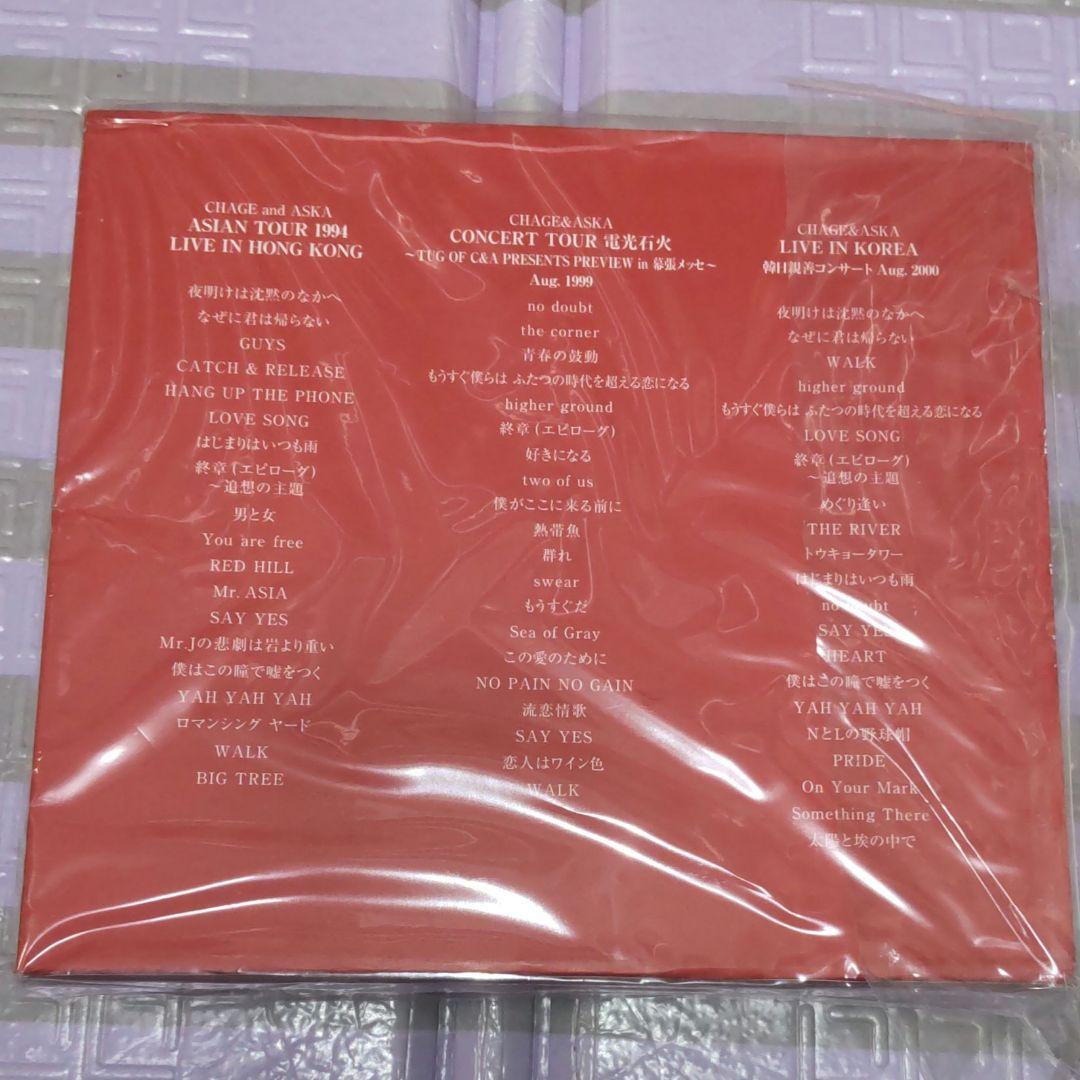 CHAGE and ASKA
ASIAN TOUR 1994
LIVE IN HONG KONG
夜明けは沈黙のなかへ
なぜに君は帰らない
GUYS
CATCH & RELEASE
HANG UP THE PHONE
LOVE SONG
はじまりはいつも雨
終章(エピローグ)
～追想の主題
男と女
You are free
RED HILL
Mr. ASIA
SAY YES
Mr.Jの悲劇は岩より重い
僕はこの瞳で嘘をつく
YAH YAH YAH
ロマンシング ヤード
WALK
BIG TREE
CHAGE&ASKA
CONCERT TOUR 電光石火
～TUG OF C&A PRESENTS PREVIEW in 幕張メッセ～
Aug. 1999
no doubt
the corner
青春の鼓動
もうすぐ僕らは ふたつの時代を超える恋になる
higher ground
終章(エピローグ)
好きになる
two of us
僕がここに来る前に
熱帯魚
群れ
swear
もうすぐだ
Sea of Gray
この愛のために
NO PAIN NO GAIN
流恋情歌
SAY YES
恋人はワイン色
WALK
CHAGE&ASKA
LIVE IN KOREA
韓日親善コンサート Aug. 2000
夜明けは沈黙のなかへ
なぜに君は帰らない
WALK
higher ground
もうすぐ僕らは ふたつの時代を超える恋になる
LOVE SONG
終章(エピローグ)
～追想の主題
めぐり逢い
THE RIVER
トウキョータワー
はじまりはいつも雨
no doubt
SAY YES
HEART
僕はこの瞳で嘘をつく
YAH YAH YAH
NとLの野球帽
PRIDE
On Your Mark
Something There
太陽と埃の中で